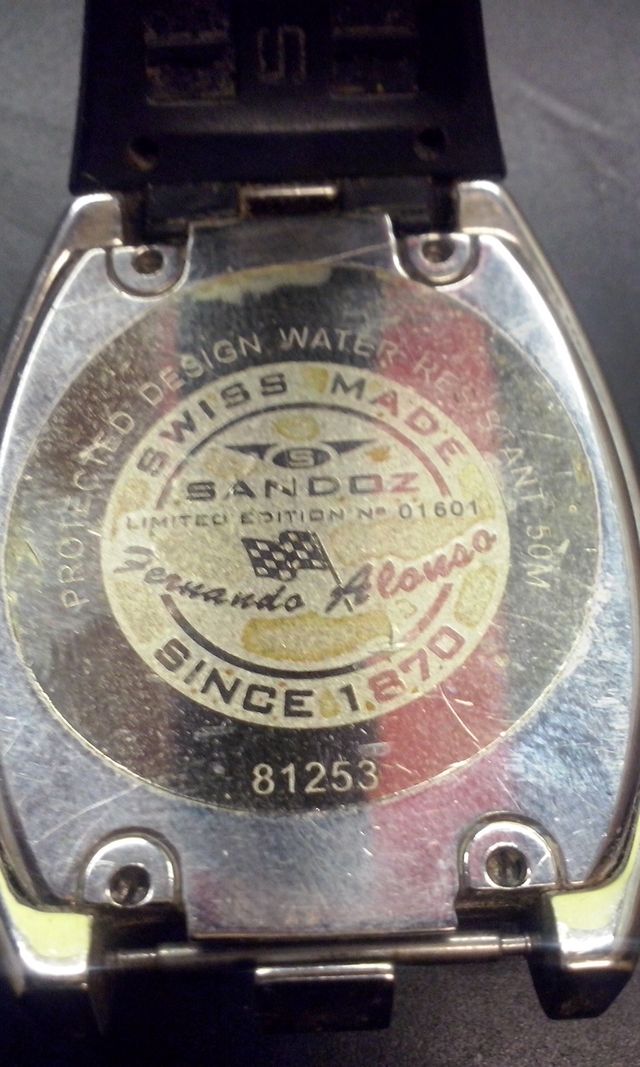 S
PROTECTED DESIGN WATER RESISTANT 50M
SWISS MADE
S
SANDOZ
LIMITED EDITION Nº 01601
Fernando Alonso
SINCE 1870
81253